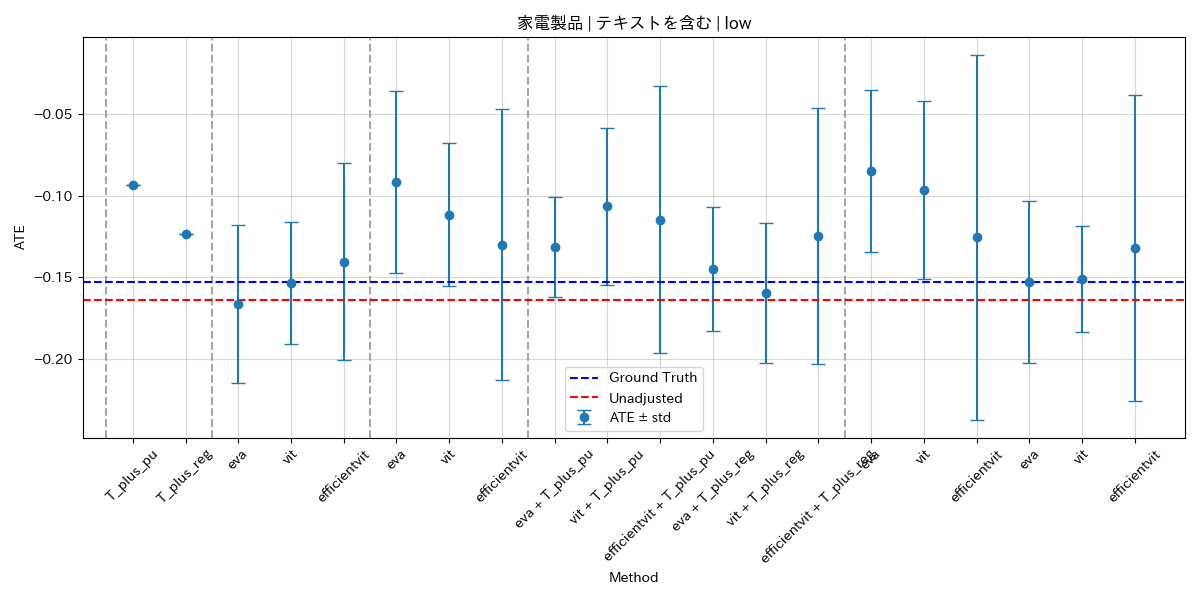 家電製品 | テキストを含む | low
ATE
−0.05
−0.10
−0.15
−0.20
Ground Truth
Unadjusted
ATE ± std
T_plus_pu
T_plus_reg
eva
vit
efficientvit
eva
vit
efficientvit
eva + T_plus_pu
vit + T_plus_pu
efficientvit + T_plus_pu
eva + T_plus_reg
vit + T_plus_reg
efficientvit + T_plus_reg
eva
vit
efficientvit
eva
vit
efficientvit
Method